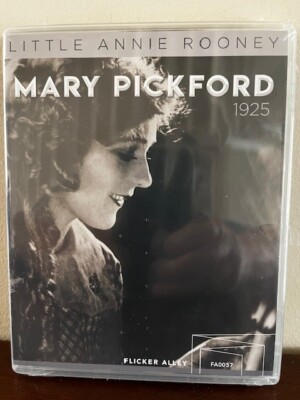 LITTLE ANNIE ROONEY
MARY PICKFORD
1925
FLICKER ALLEY
FA0057